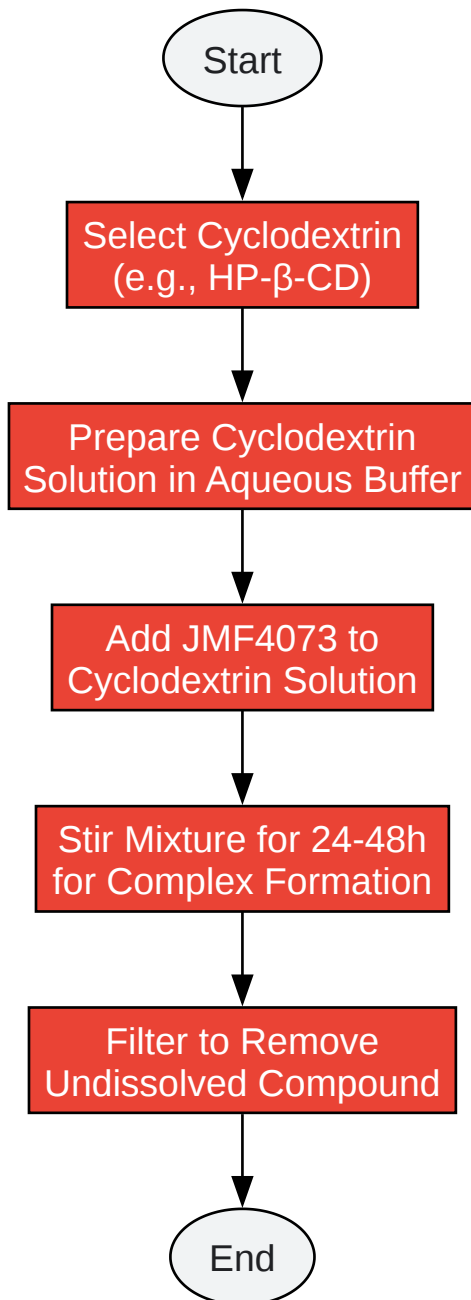 Start
Select Cyclodextrin
(e.g., HP-β-CD)
Prepare Cyclodextrin
Solution in Aqueous Buffer
Add JMF4073 to
Cyclodextrin Solution
Stir Mixture for 24-48h
for Complex Formation
Filter to Remove
Undissolved Compound
End